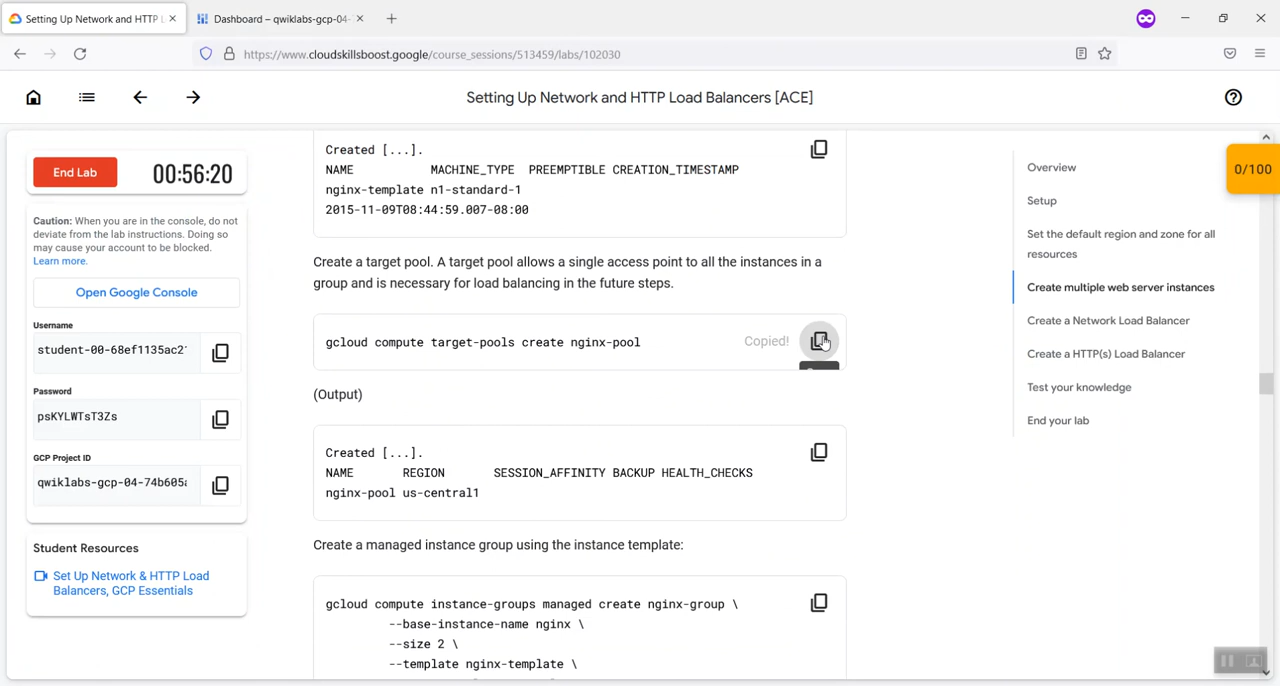 Setting Up Network and HTTP L
Dashboard – qwiklabs-gcp-04-
https://www.cloudskillsboost.google/course_sessions/513459/labs/102030
Setting Up Network and HTTP Load Balancers [ACE]
End Lab
00:56:20
Caution: When you are in the console, do not
deviate from the lab instructions. Doing so
may cause your account to be blocked.
Learn more.
Open Google Console
Username
student-00-68ef1135ac2
Password
psKYLWTsT3Zs
GCP Project ID
qwiklabs-gcp-04-74b605
Student Resources
Set Up Network & HTTP Load
Balancers, GCP Essentials
Created [...].
NAME MACHINE_TYPE PREEMPTIBLE CREATION_TIMESTAMP
nginx-template n1-standard-1
2015-11-09T08:44:59.007-08:00
Create a target pool. A target pool allows a single access point to all the instances in a
group and is necessary for load balancing in the future steps.
gcloud compute target-pools create nginx-pool
Copied!
(Output)
Created [...].
NAME REGION SESSION_AFFINITY BACKUP HEALTH_CHECKS
nginx-pool us-central1
Create a managed instance group using the instance template:
gcloud compute instance-groups managed create nginx-group \
--base-instance-name nginx \
--size 2 \
--template nginx-template \
Overview
Setup
Set the default region and zone for all
resources
Create multiple web server instances
Create a Network Load Balancer
Create a HTTP(s) Load Balancer
Test your knowledge
End your lab
0/100